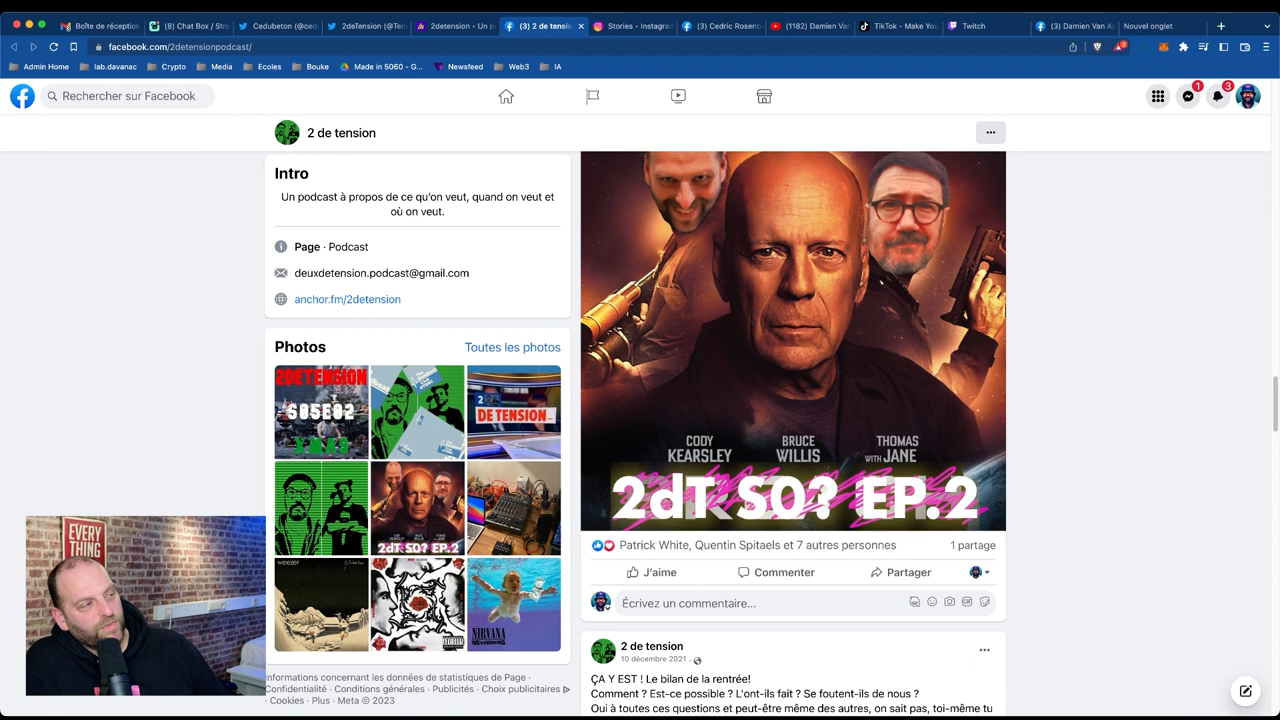 Boîte de réception
(8) Chat Box / Stre
Cedubeton (@ced
2deTension (@Ten
2detension - Un p
(3) 2 de tensio
Stories • Instagram
(3) Cedric Rosenb
(1182) Damien Van
TikTok - Make You
Twitch
(3) Damien Van Ac
Nouvel onglet
facebook.com/2detensionpodcast/
Admin Home
lab.davanac
Crypto
Media
Ecoles
Bouke
Made in 5060 - G...
Newsfeed
Web3
IA
Rechercher sur Facebook
1
3
2 de tension
Intro
Un podcast à propos de ce qu'on veut, quand on veut et
où on veut.
Page · Podcast
deuxdetension.podcast@gmail.com
anchor.fm/2detension
Photos
Toutes les photos
2DETENSION
S05E02
XMAS
2
DE TENSION
2dT S0? EP.2
weezer
NIRVANA
Informations concernant les données de statistiques de Page ·
Confidentialité · Conditions générales · Publicités · Choix publicitaires
· Cookies · Plus · Meta © 2023
EVERY
THING
CODY
KEARSLEY
BRUCE
WILLIS
THOMAS
WITH JANE
2dT S0? EP.2
Patrick White, Quentin Spitaels et 7 autres personnes
1 partage
J'aime
Commenter
Partager
Écrivez un commentaire...
2 de tension
10 décembre 2021 ·
ÇA Y EST ! Le bilan de la rentrée!
Comment ? Est-ce possible ? L'ont-ils fait ? Se foutent-ils de nous ?
Oui à toutes ces questions et peut-être même des autres, on sait pas, toi-même tu